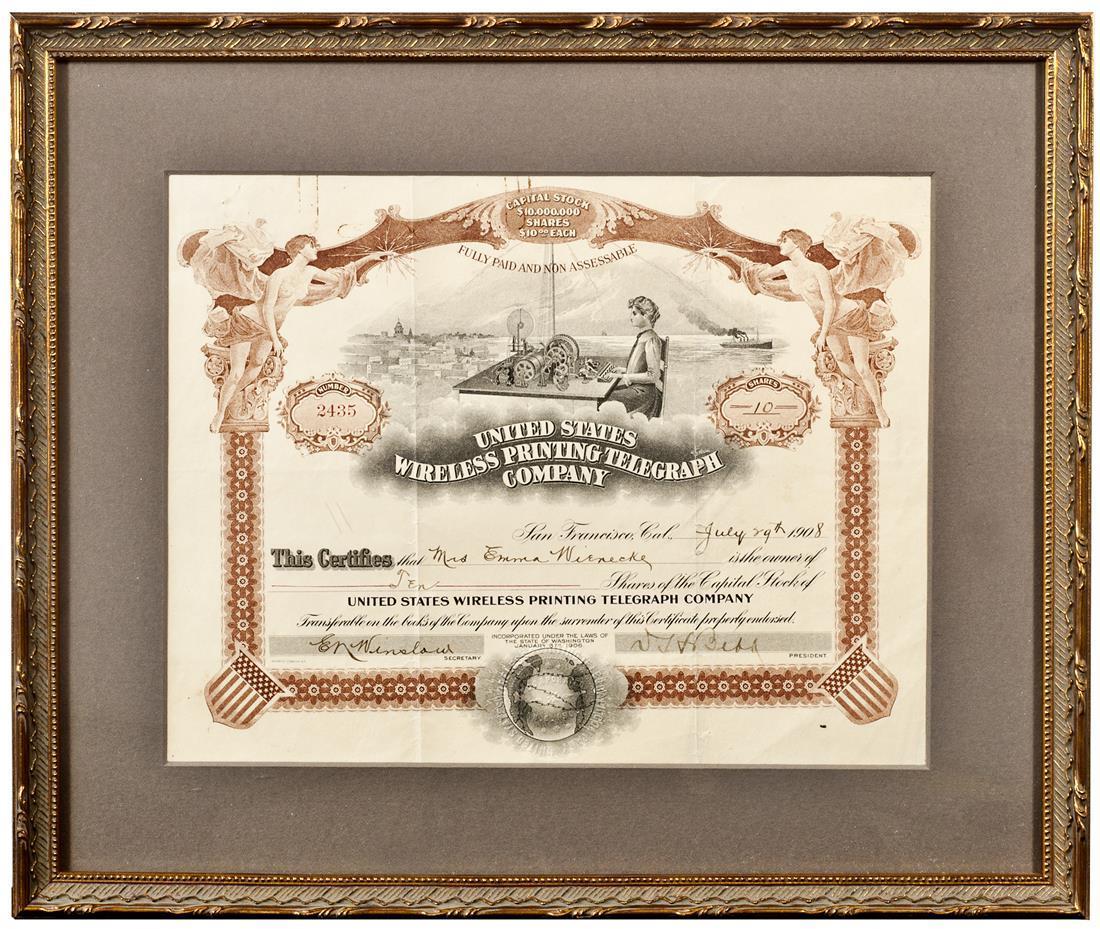 CAPITAL STOCK
$10.000.000
SHARES
$10.00 EACH
FULLY PAID AND NON ASSESSABLE
NUMBER
2435
SHARES
10
UNITED STATES
WIRELESS PRINTING TELEGRAPH
COMPANY
San Francisco, Cal. July 29th 1908
This Certifies that Mrs Emma Wienecke is the owner of
Ten Shares of the Capital Stock of
UNITED STATES WIRELESS PRINTING TELEGRAPH COMPANY
Transferable on the books of the Company upon the surrender of this Certificate properly endorsed.
INCORPORATED UNDER THE LAWS OF
THE STATE OF WASHINGTON
JANUARY 1906
E N Winslow
SECRETARY
PRESIDENT